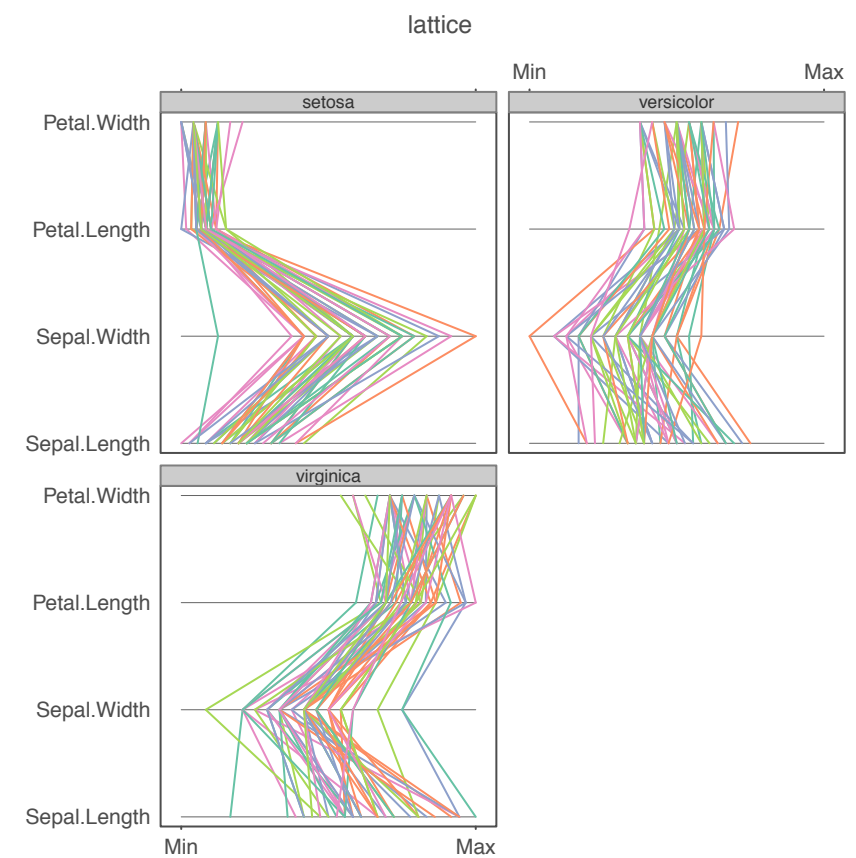 lattice
Min Max
setosa versicolor
Petal.Width
Petal.Length
Sepal.Width
Sepal.Length
virginica
Petal.Width
Petal.Length
Sepal.Width
Sepal.Length
Min Max